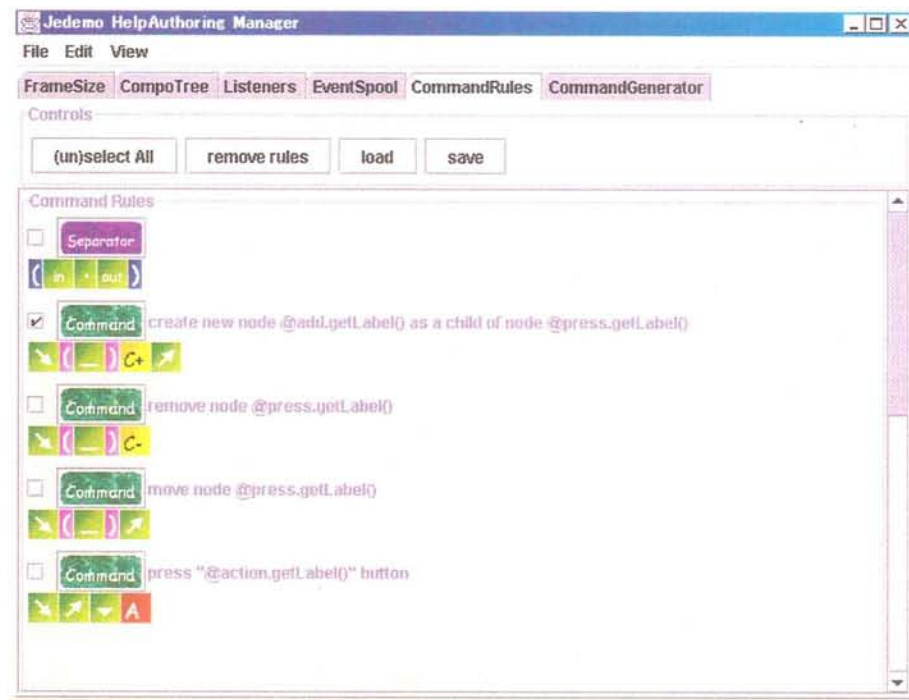 Jedemo HelpAuthoring Manager
File Edit View
FrameSize CompoTree Listeners EventSpool CommandRules CommandGenerator
Controls
(un)select All remove rules load save
Command Rules
Separator
( in · out )
Command create new node @add.getLabel() as a child of node @press.getLabel()
( _ ) C+
Command remove node @press.getLabel()
( _ ) C-
Command move node @press.getLabel()
( _ )
Command press "@action.getLabel()" button
A